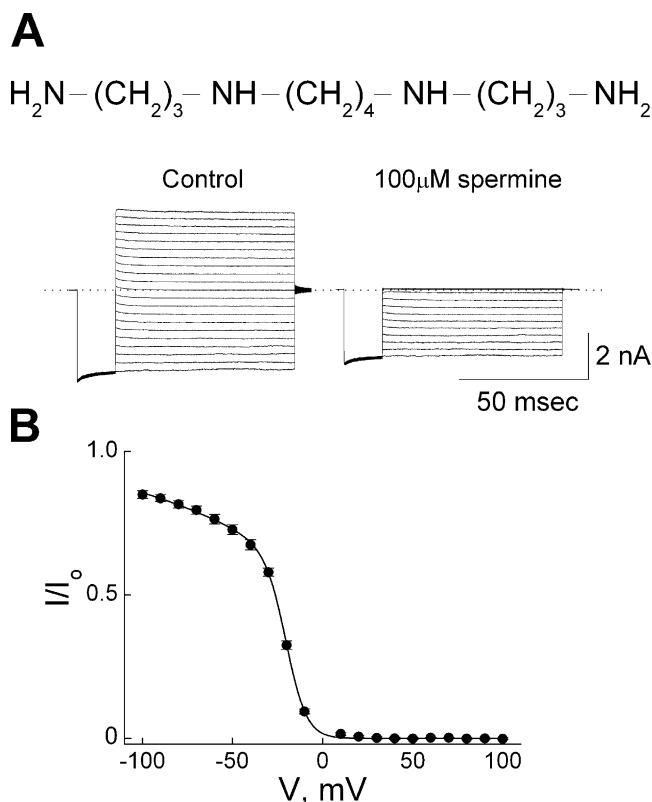 A
H₂N–(CH₂)₃–NH–(CH₂)₄–NH–(CH₂)₃–NH₂
Control 100μM spermine
2 nA
50 msec
B
1.0
0.5
0
I/Iₒ
-100 -50 0 50 100
V, mV